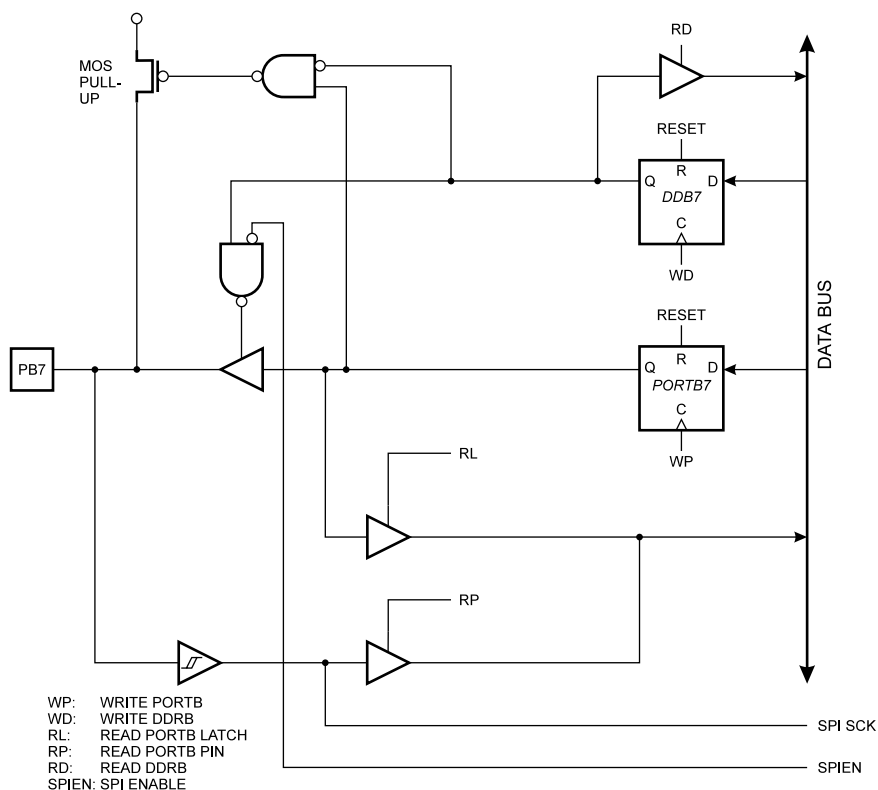 RD
MOS
PULL-
UP
RESET
R
Q
D
DDB7
C
WD
RESET
PB7
R
Q
D
PORTB7
C
WP
DATA BUS
RL
RP
WP: WRITE PORTB
WD: WRITE DDRB
RL: READ PORTB LATCH
RP: READ PORTB PIN
RD: READ DDRB
SPIEN: SPI ENABLE
SPI SCK
SPIEN